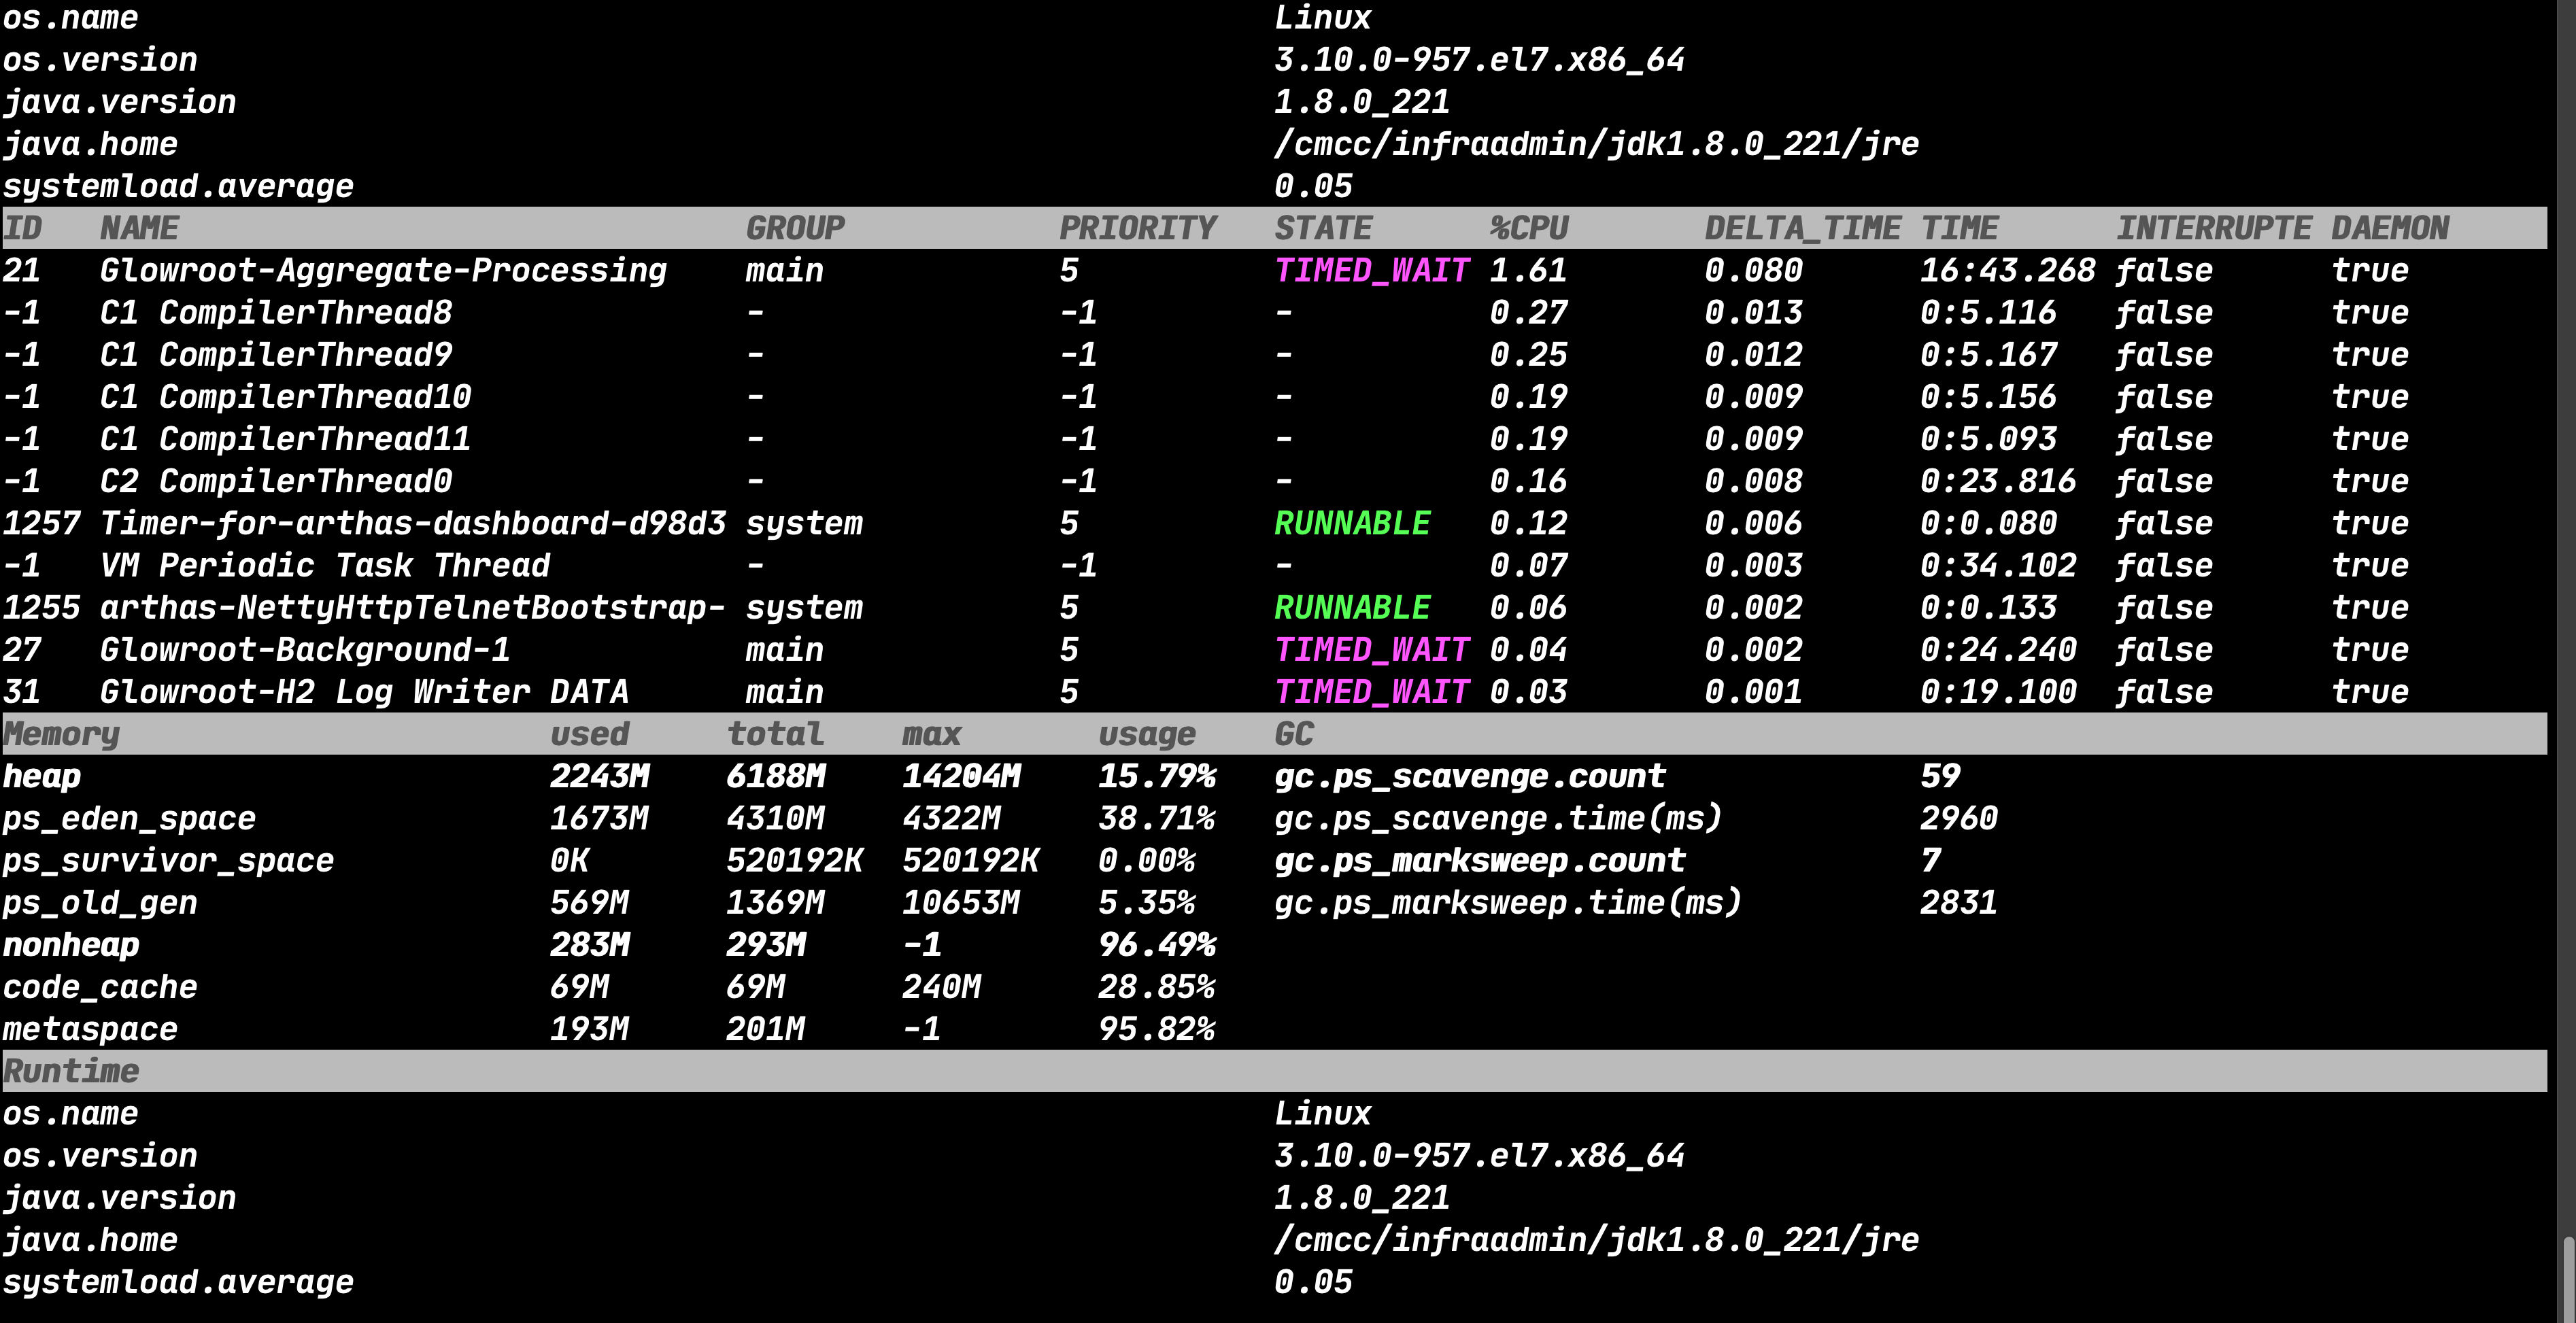 os.name Linux
os.version 3.10.0-957.el7.x86_64
java.version 1.8.0_221
java.home /cmcc/infraadmin/jdk1.8.0_221/jre
systemload.average 0.05
ID NAME GROUP PRIORITY STATE %CPU DELTA_TIME TIME INTERRUPTE DAEMON
21 Glowroot-Aggregate-Processing main 5 TIMED_WAIT 1.61 0.080 16:43.268 false true
-1 C1 CompilerThread8 - -1 - 0.27 0.013 0:5.116 false true
-1 C1 CompilerThread9 - -1 - 0.25 0.012 0:5.167 false true
-1 C1 CompilerThread10 - -1 - 0.19 0.009 0:5.156 false true
-1 C1 CompilerThread11 - -1 - 0.19 0.009 0:5.093 false true
-1 C2 CompilerThread0 - -1 - 0.16 0.008 0:23.816 false true
1257 Timer-for-arthas-dashboard-d98d3 system 5 RUNNABLE 0.12 0.006 0:0.080 false true
-1 VM Periodic Task Thread - -1 - 0.07 0.003 0:34.102 false true
1255 arthas-NettyHttpTelnetBootstrap- system 5 RUNNABLE 0.06 0.002 0:0.133 false true
27 Glowroot-Background-1 main 5 TIMED_WAIT 0.04 0.002 0:24.240 false true
31 Glowroot-H2 Log Writer DATA main 5 TIMED_WAIT 0.03 0.001 0:19.100 false true
Memory used total max usage GC
heap 2243M 6188M 14204M 15.79% gc.ps_scavenge.count 59
ps_eden_space 1673M 4310M 4322M 38.71% gc.ps_scavenge.time(ms) 2960
ps_survivor_space 0K 520192K 520192K 0.00% gc.ps_marksweep.count 7
ps_old_gen 569M 1369M 10653M 5.35% gc.ps_marksweep.time(ms) 2831
nonheap 283M 293M -1 96.49%
code_cache 69M 69M 240M 28.85%
metaspace 193M 201M -1 95.82%
Runtime
os.name Linux
os.version 3.10.0-957.el7.x86_64
java.version 1.8.0_221
java.home /cmcc/infraadmin/jdk1.8.0_221/jre
systemload.average 0.05